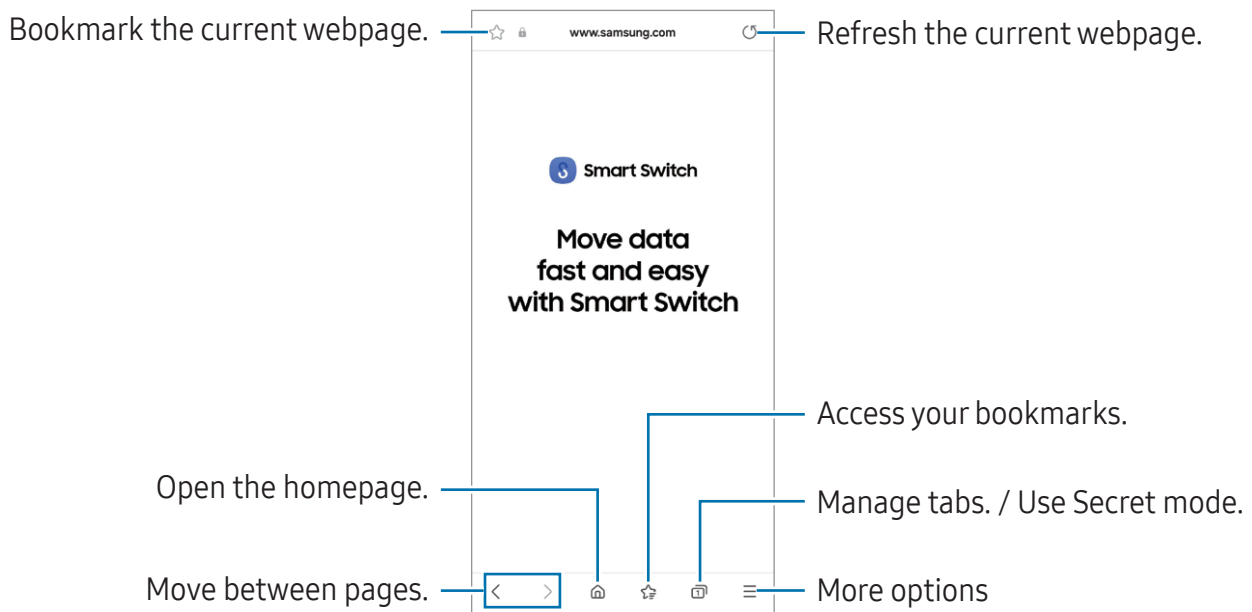 Bookmark the current webpage.
www.samsung.com
Refresh the current webpage.
Smart Switch
Move data
fast and easy
with Smart Switch
Access your bookmarks.
Open the homepage.
Manage tabs. / Use Secret mode.
Move between pages.
1
More options